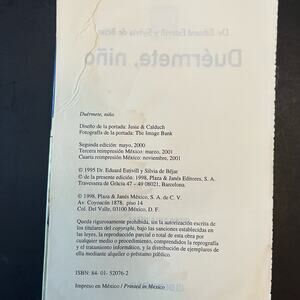 Dr. Eduard Estivill y Sylvia de Béjar
Duérmete, niño
Duérmete, niño
Diseño de la portada: Juste & Calduch
Fotografía de la portada: The Image Bank
Segunda edición: mayo, 2000
Tercera reimpresión México: marzo, 2001
Cuarta reimpresión México: noviembre, 2001
© 1995 Dr. Eduard Estivill y Silvia de Béjar
© de la presente edición: 1998, Plaza & Janés Editores, S. A.
Travessera de Gràcia 47 - 49 08021, Barcelona.
© 1998, Plaza & Janés México, S. A. de C. V.
Av. Coyoacán 1878, piso 14
Col. Del Valle, 03100 México, D. F.
Queda rigurosamente prohibida, sin la autorización escrita de
los titulares del copyright, bajo las sanciones establecidas en
las leyes, la reproducción parcial o total de esta obra por
cualquier medio o procedimiento, comprendidos la reprografía
y el tratamiento informático, y la distribución de ejemplares de
ella mediante alquiler o préstamo público.
ISBN: 84- 01- 52076-2
Impreso en México / Printed in Mexico